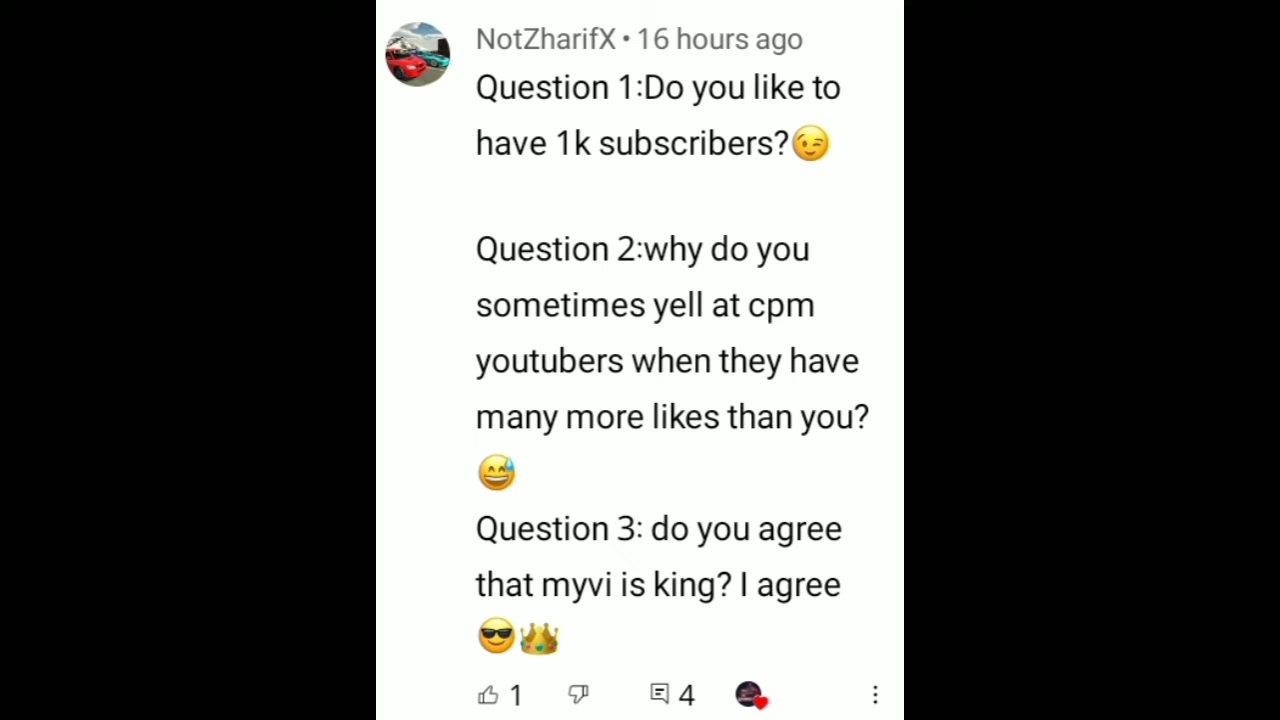 NotZharifX • 16 hours ago
Question 1:Do you like to
have 1k subscribers?😉
Question 2:why do you
sometimes yell at cpm
youtubers when they have
many more likes than you?
😅
Question 3: do you agree
that myvi is king? I agree
😎👑
1 4